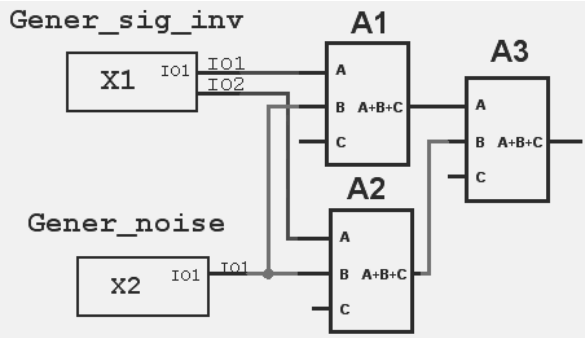 Gener_sig_inv
X1 IO1 IO1
IO2
A1
A
B A+B+C
C
A3
A
B A+B+C
C
Gener_noise
X2 IO1 IO1
A2
A
B A+B+C
C